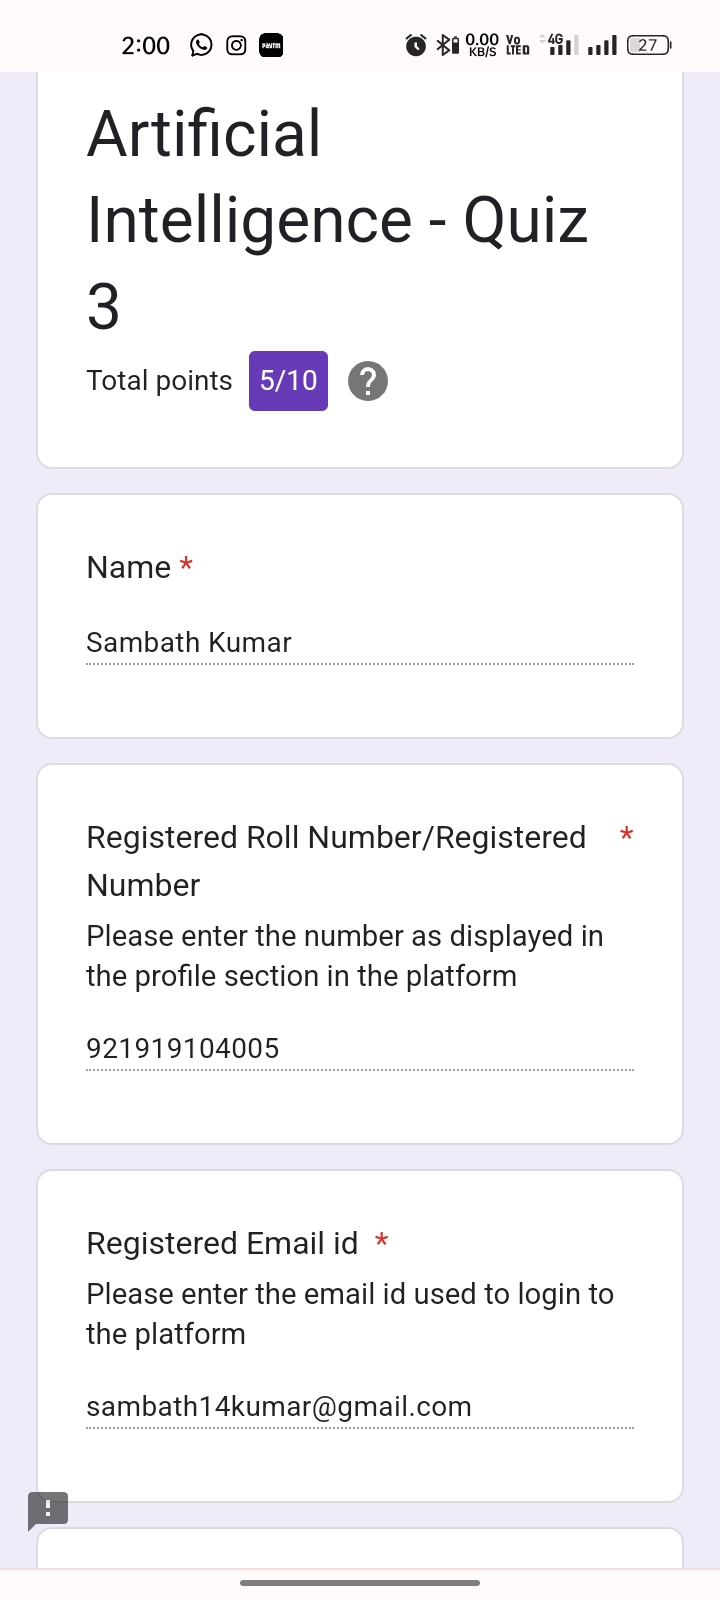 2:00 paytm 0.00 KB/S Vo LTED 4G 27
Artificial
Intelligence - Quiz
3
Total points 5/10 ?
Name *
Sambath Kumar
Registered Roll Number/Registered *
Number
Please enter the number as displayed in
the profile section in the platform
921919104005
Registered Email id *
Please enter the email id used to login to
the platform
sambath14kumar@gmail.com
!